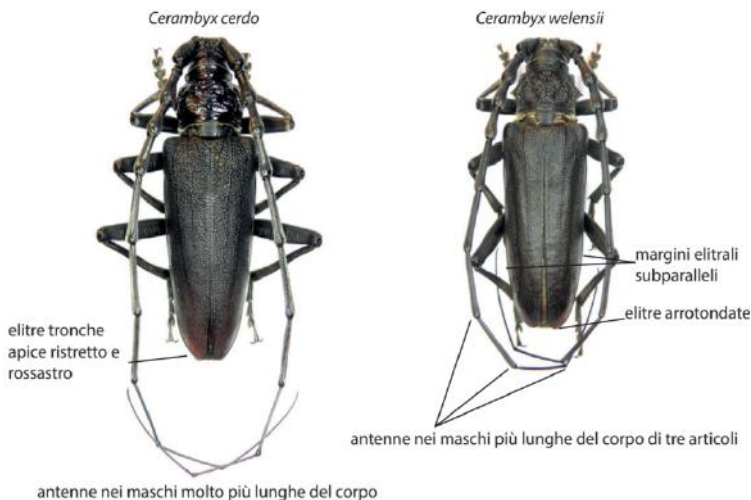 Cerambyx cerdo
Cerambyx welensii
margini elitrali
subparalleli
elitre arrotondate
elitre tronche
apice ristretto e
rossastro
antenne nei maschi più lunghe del corpo di tre articoli
antenne nei maschi molto più lunghe del corpo